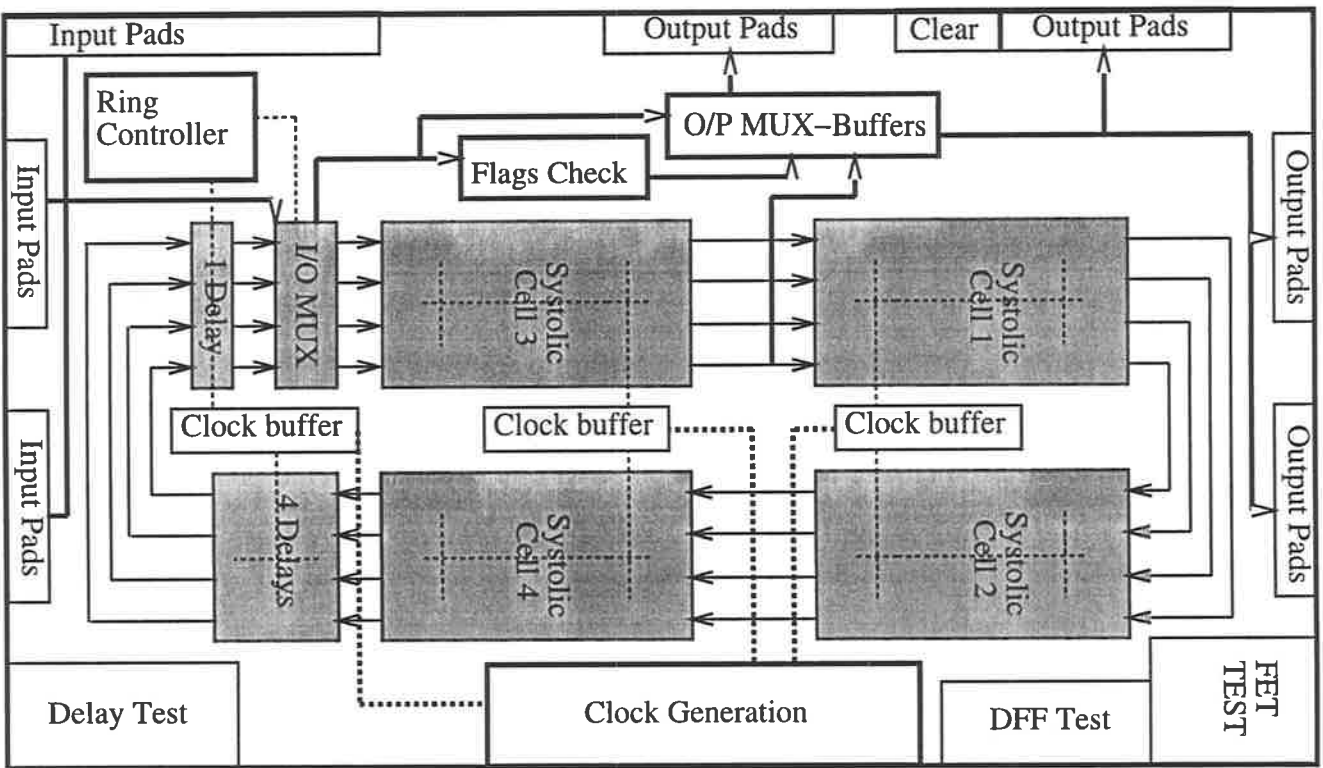 Input Pads
Output Pads
Clear
Output Pads
Ring
Controller
O/P MUX–Buffers
Flags Check
Input Pads
Output Pads
1 Delay
I/O MUX
Systolic
Cell 3
Systolic
Cell 1
Clock buffer
Clock buffer
Clock buffer
Input Pads
Output Pads
4 Delays
Systolic
Cell 4
Systolic
Cell 2
Delay Test
Clock Generation
DFF Test
FET
TEST